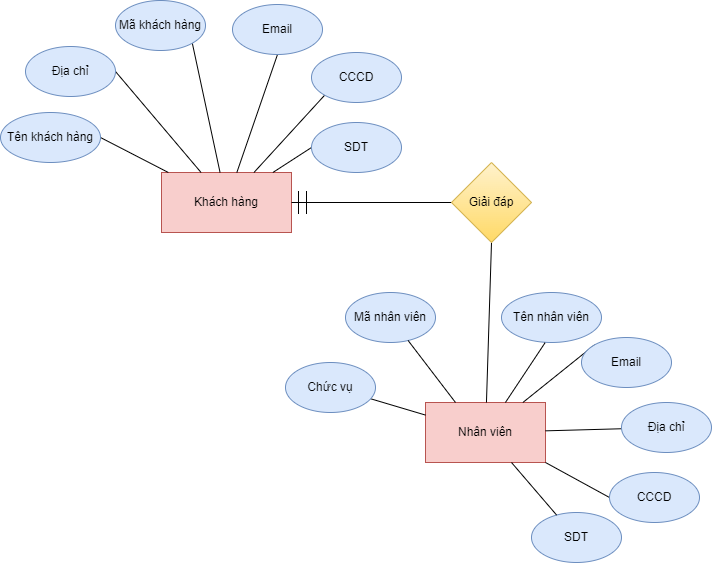 Mã khách hàng
Email
Địa chỉ
CCCD
Tên khách hàng
SDT
Khách hàng
Giải đáp
Mã nhân viên
Tên nhân viên
Email
Chức vụ
Địa chỉ
Nhân viên
CCCD
SDT